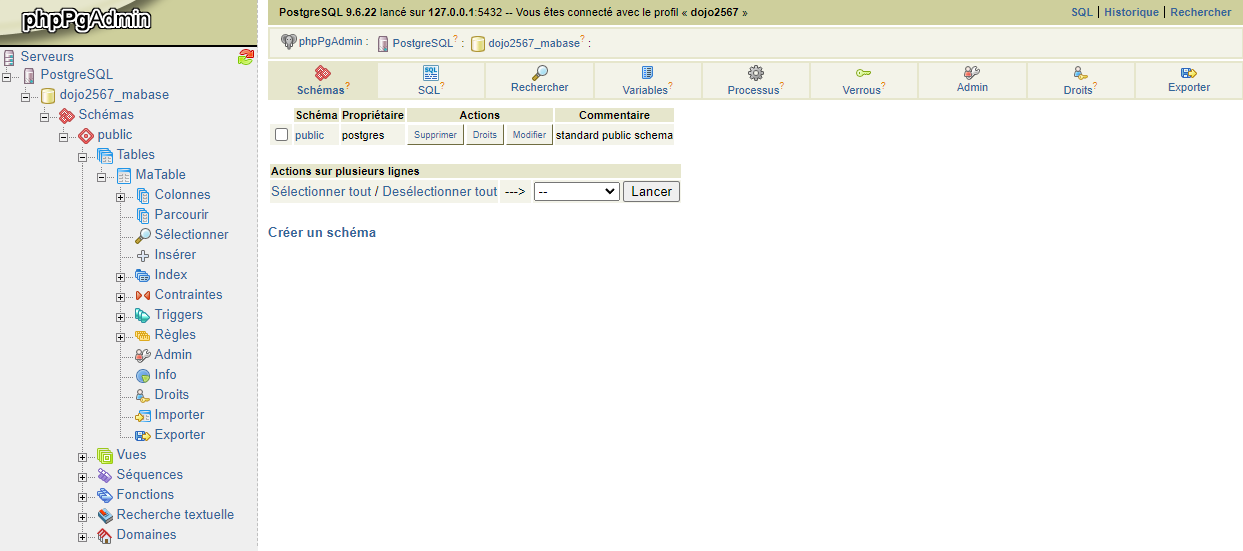 phpPgAdmin
Serveurs
PostgreSQL
dojo2567_mabase
Schémas
public
Tables
MaTable
Colonnes
Parcourir
Sélectionner
Insérer
Index
Contraintes
Triggers
Règles
Admin
Info
Droits
Importer
Exporter
Vues
Séquences
Fonctions
Recherche textuelle
Domaines
PostgreSQL 9.6.22 lancé sur 127.0.0.1:5432 -- Vous êtes connecté avec le profil « dojo2567 » SQL | Historique | Rechercher
phpPgAdmin : PostgreSQL? : dojo2567_mabase? :
Schémas? SQL? Rechercher Variables? Processus? Verrous? Admin Droits? Exporter
Schéma Propriétaire Actions Commentaire
public postgres Supprimer Droits Modifier standard public schema
Actions sur plusieurs lignes
Sélectionner tout / Desélectionner tout ---> -- Lancer
Créer un schéma